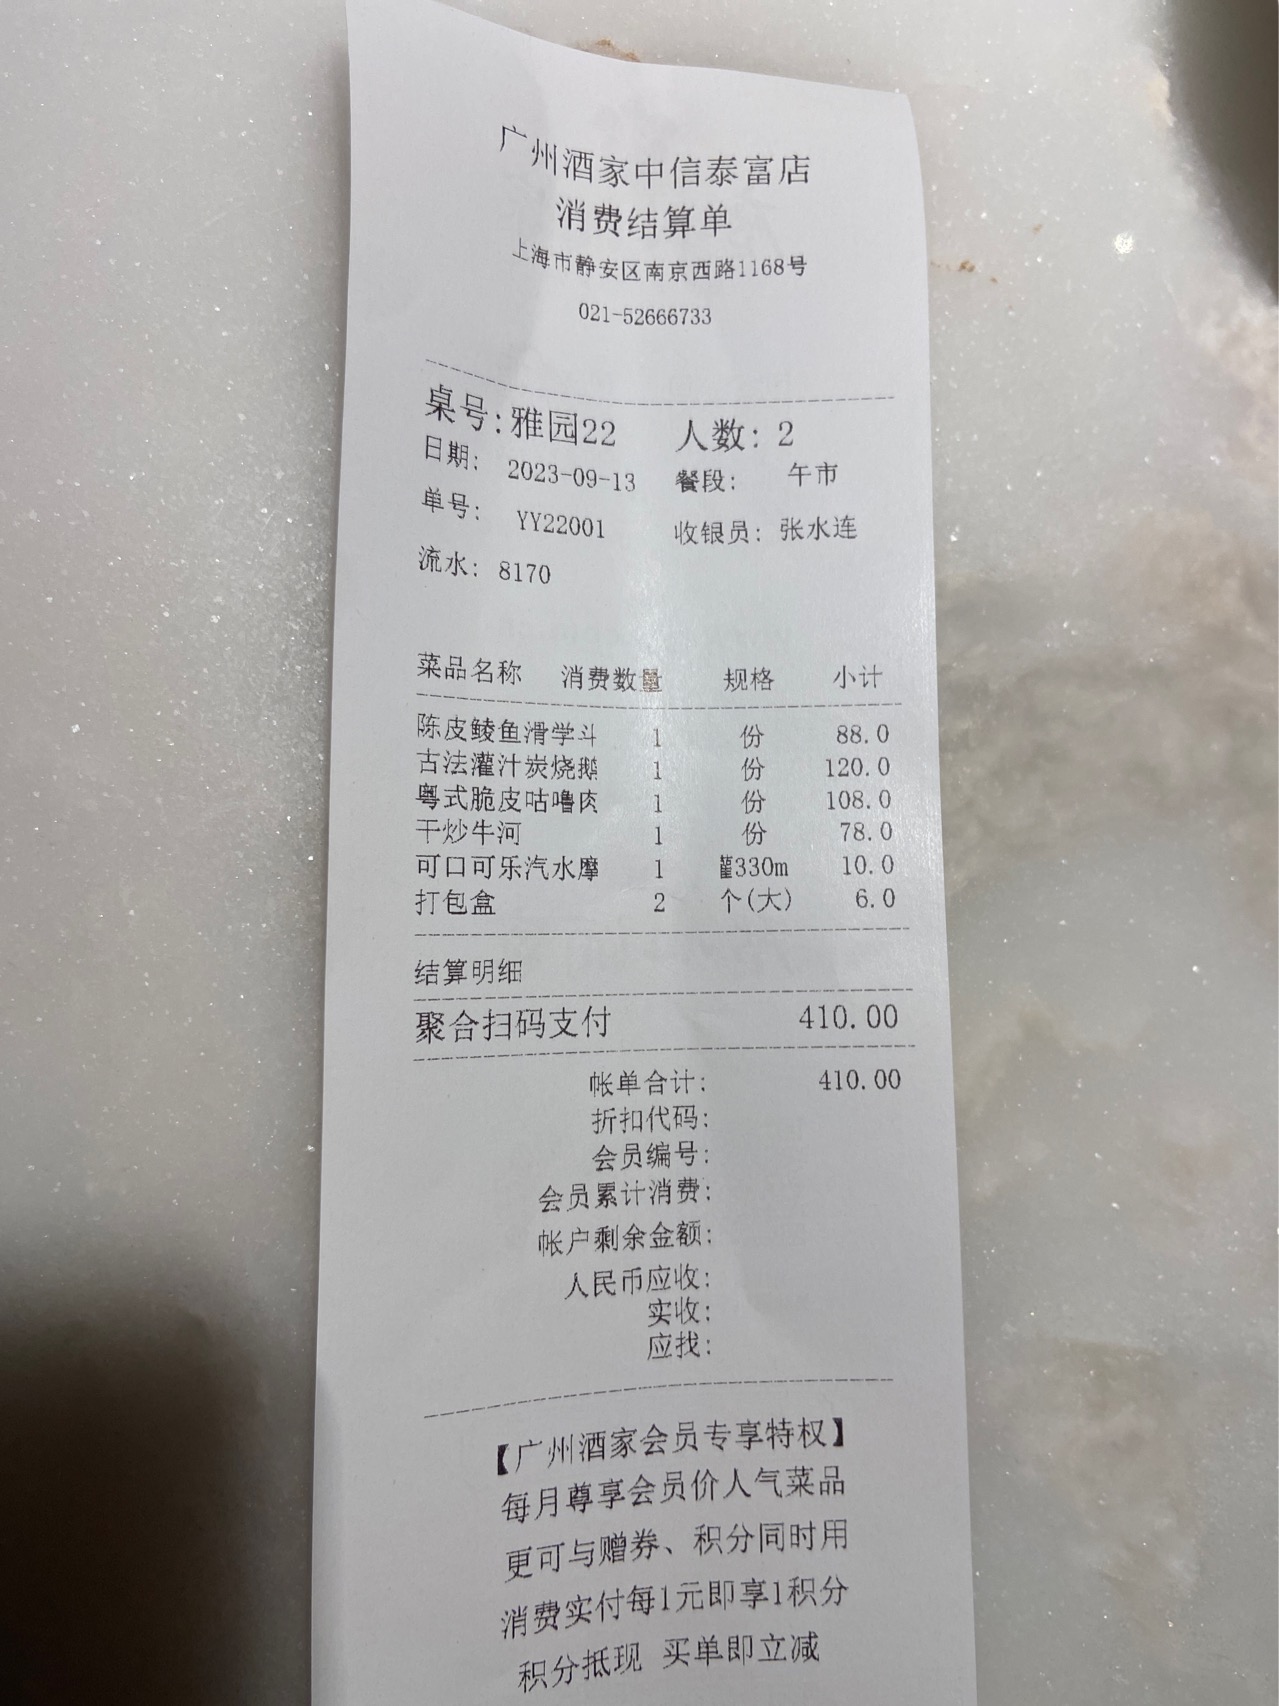 广州酒家中信泰富店
消费结算单
上海市静安区南京西路1168号
021-52666733
桌号:雅园22 人数: 2
日期: 2023-09-13 餐段: 午市
单号: YY22001 收银员: 张水连
流水: 8170
菜品名称 消费数量 规格 小计
陈皮鲮鱼滑学斗 1 份 88.0
古法灌汁炭烧鹅 1 份 120.0
粤式脆皮咕噜肉 1 份 108.0
干炒牛河 1 份 78.0
可口可乐汽水摩 1 罐330m 10.0
打包盒 2 个(大) 6.0
结算明细
聚合扫码支付 410.00
帐单合计: 410.00
折扣代码:
会员编号:
会员累计消费:
帐户剩余金额:
人民币应收:
实收:
应找:
【广州酒家会员专享特权】
每月尊享会员价人气菜品
更可与赠券、积分同时用
消费实付每1元即享1积分
积分抵现 买单即立减